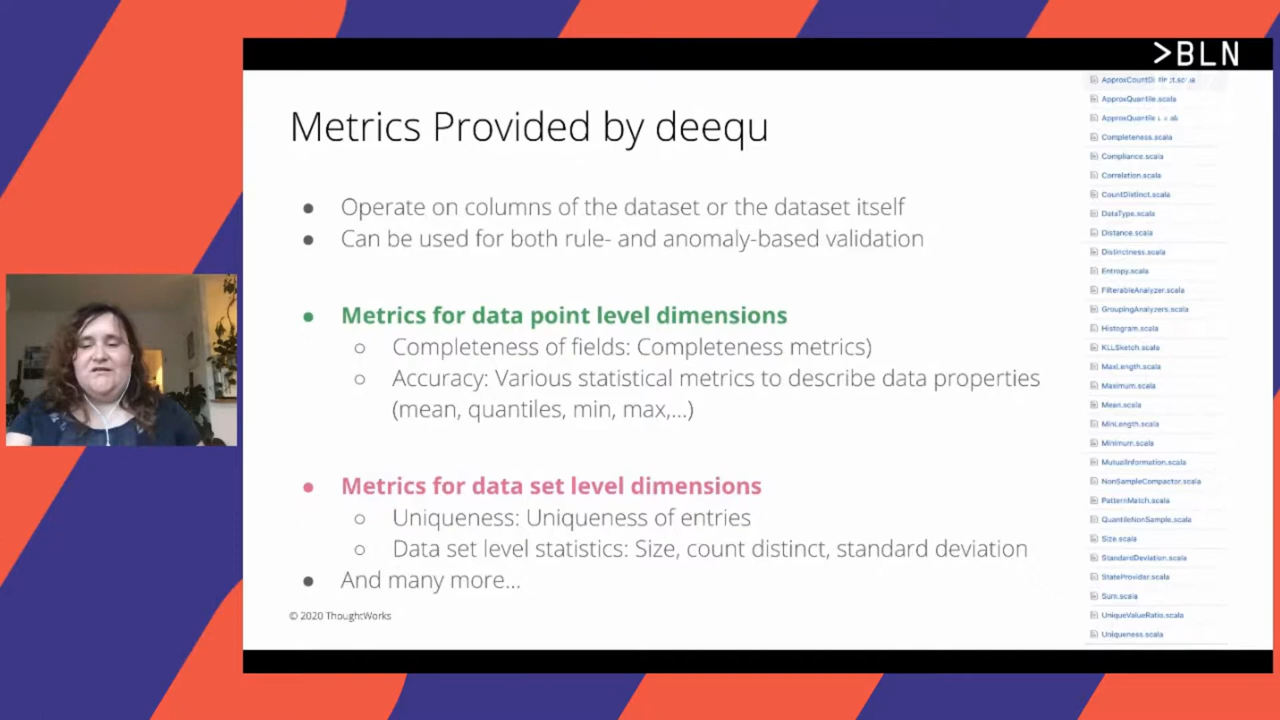 >BLN
Metrics Provided by deequ
● Operate on columns of the dataset or the dataset itself
● Can be used for both rule- and anomaly-based validation
● Metrics for data point level dimensions
○ Completeness of fields: Completeness metrics)
○ Accuracy: Various statistical metrics to describe data properties
(mean, quantiles, min, max,...)
● Metrics for data set level dimensions
○ Uniqueness: Uniqueness of entries
○ Data set level statistics: Size, count distinct, standard deviation
● And many more...
© 2020 ThoughtWorks
ApproxQuantile.scala
Completeness.scala
Compliance.scala
Correlation.scala
CountDistinct.scala
DataType.scala
Distance.scala
Distinctness.scala
Entropy.scala
FilterableAnalyzer.scala
GroupingAnalyzers.scala
Histogram.scala
KLLSketch.scala
MaxLength.scala
Maximum.scala
Mean.scala
MinLength.scala
Minimum.scala
MutualInformation.scala
NonSampleCompactor.scala
PatternMatch.scala
QuantileNonSample.scala
Size.scala
StandardDeviation.scala
StateProvider.scala
Sum.scala
UniqueValueRatio.scala
Uniqueness.scala